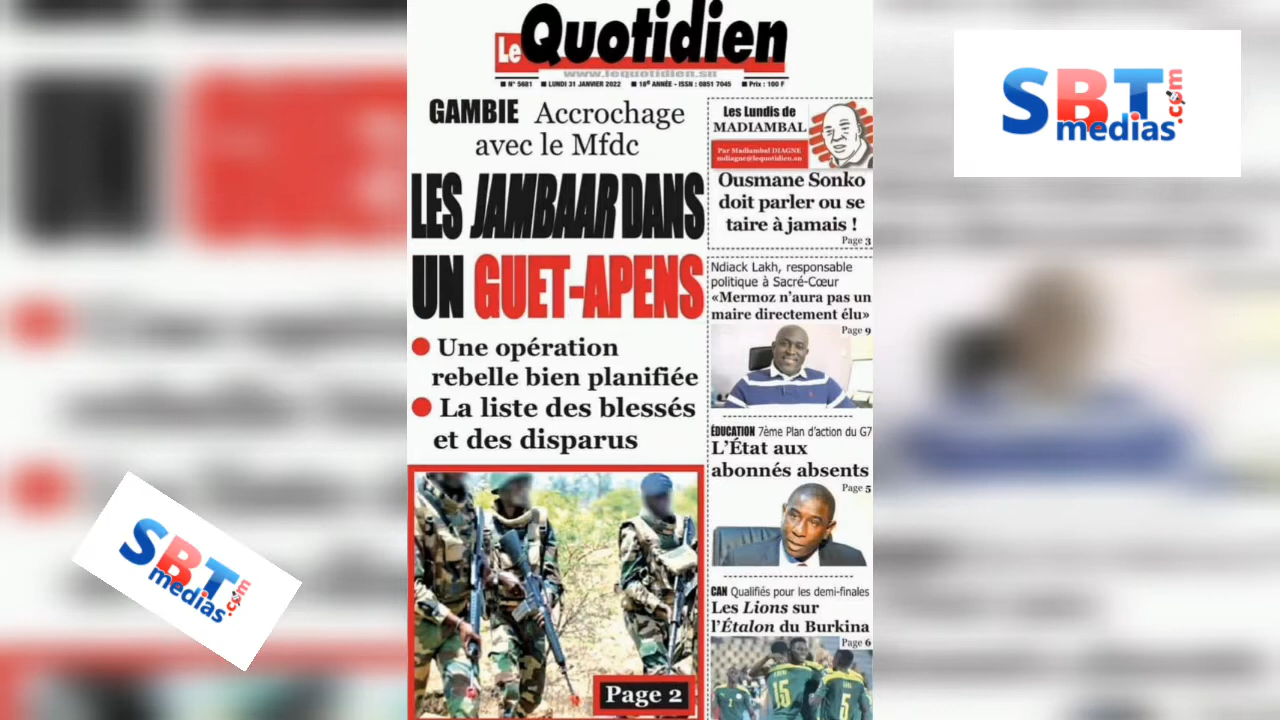 Le Quotidien
www.lequotidien.sn
N° 5681 LUNDI 31 JANVIER 2022 18e ANNÉE - ISSN : 0851 7045 Prix : 100 F
GAMBIE Accrochage
avec le Mfdc
LES JAMBAAR DANS
UN GUET-APENS
Une opération
rebelle bien planifiée
La liste des blessés
et des disparus
Page 2
Les Lundis de
MADIAMBAL
Par Madiambal DIAGNE
mdiagne@lequotidien.sn
Ousmane Sonko
doit parler ou se
taire à jamais !
Page 3
Ndiack Lakh, responsable
politique à Sacré-Cœur
«Mermoz n'aura pas un
maire directement élu»
Page 9
ÉDUCATION 7ème Plan d'action du G7
L'État aux
abonnés absents
Page 5
CAN Qualifiés pour les demi-finales
Les Lions sur
l'Étalon du Burkina
Page 6
15
5
SBT
medias.com
SBT
medias.com